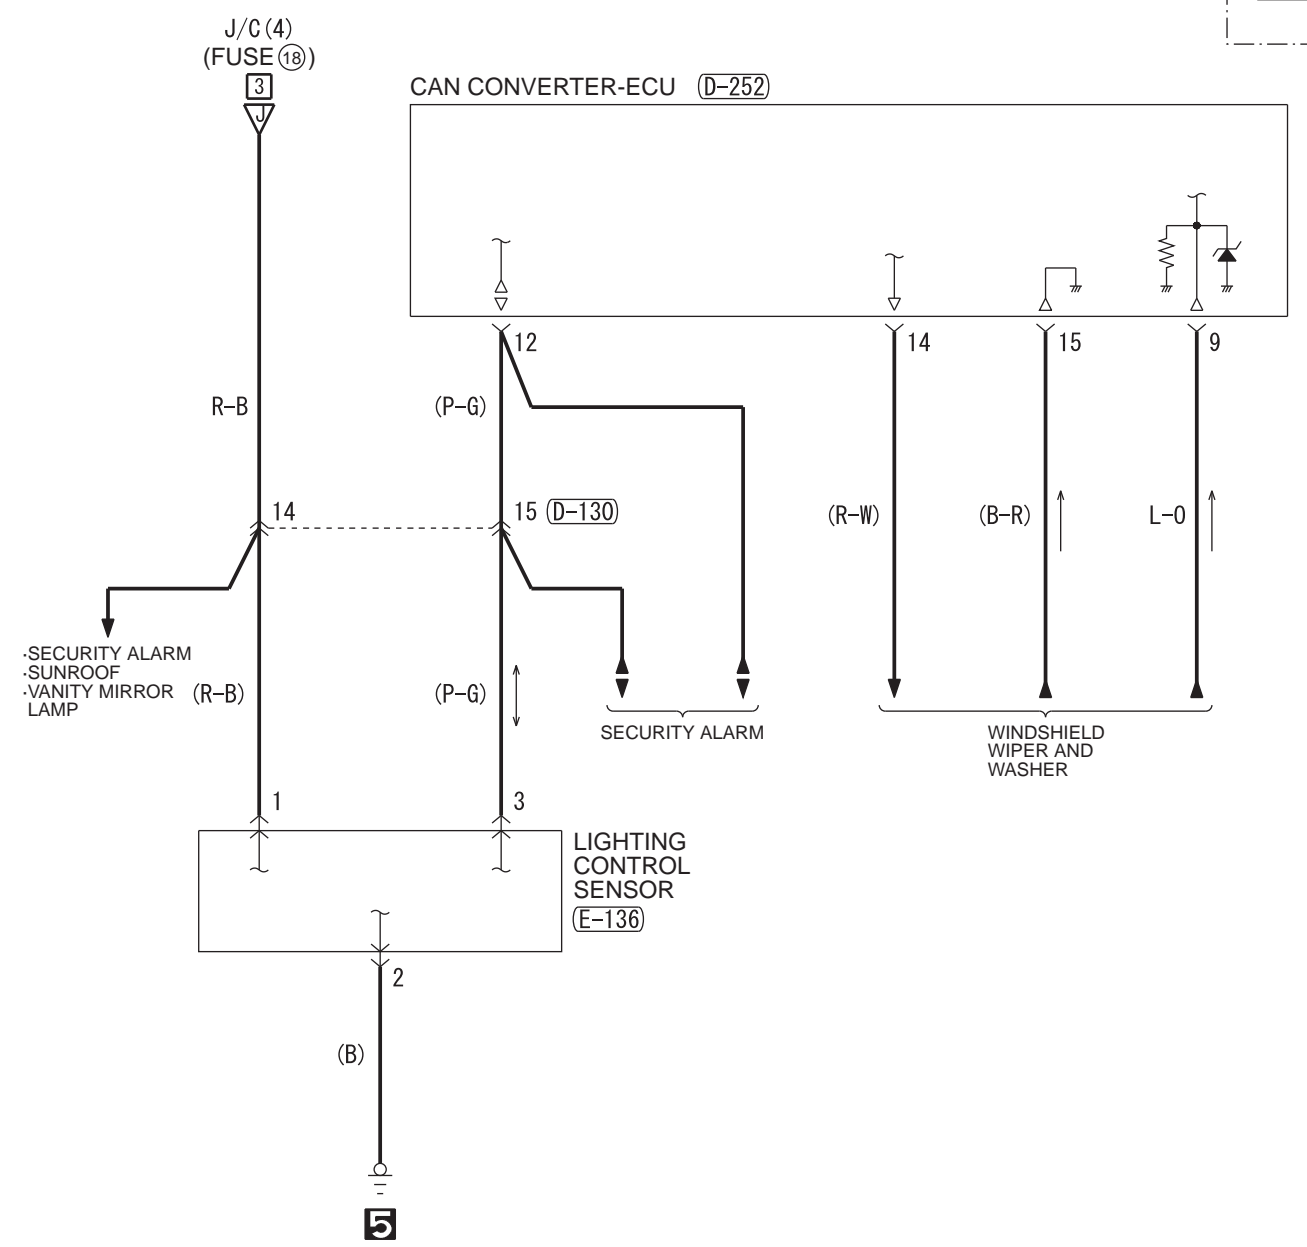 J/C(4)
(FUSE 18)
3
J
CAN CONVERTER-ECU (D-252)
12
14
15
9
R-B
(P-G)
14
15 (D-130)
(R-W)
(B-R)
L-O
·SECURITY ALARM
·SUNROOF
·VANITY MIRROR
LAMP
(R-B)
(P-G)
SECURITY ALARM
WINDSHIELD
WIPER AND
WASHER
1
3
LIGHTING
CONTROL
SENSOR
(E-136)
2
(B)
5